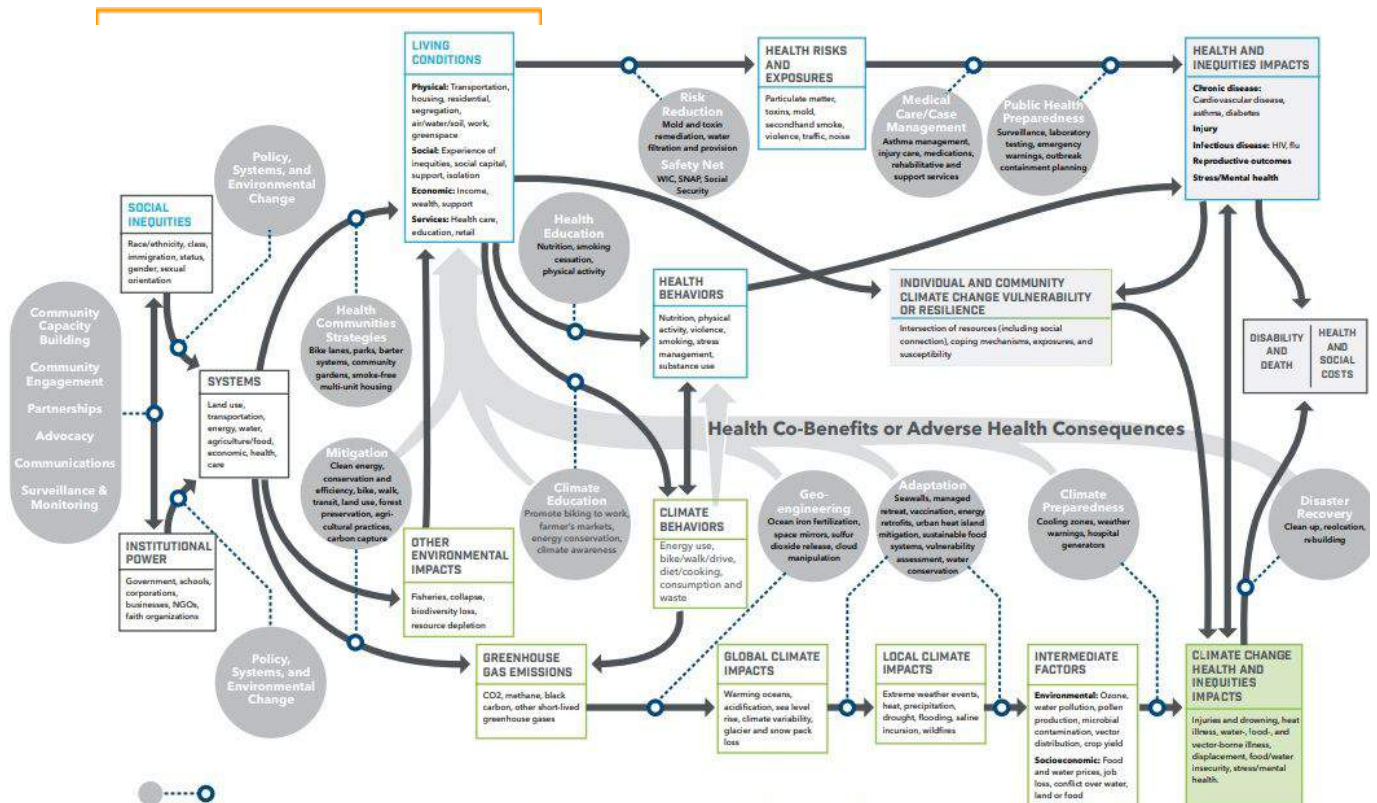 Policy,
Systems, and
Environmental
Change
SOCIAL
INEQUITIES
Race/ethnicity, class,
immigration, status,
gender, sexual
orientation
Community
Capacity
Building
Community
Engagement
Partnerships
Advocacy
Communications
Surveillance &
Monitoring
INSTITUTIONAL
POWER
Government, schools,
corporations,
businesses, NGOs,
faith organizations
Policy,
Systems, and
Environmental
Change
SYSTEMS
Land use,
transportation,
energy, water,
agriculture/food,
economic, health,
care
Health
Communities
Strategies
Bike lanes, parks, barter
systems, community
gardens, smoke-free
multi-unit housing
Mitigation
Clean energy,
conservation and
efficiency, bike, walk,
transit, land use, forest
preservation, agri-
cultural practices,
carbon capture
LIVING
CONDITIONS
Physical: Transportation,
housing, residential,
segregation,
air/water/soil, work,
greenspace
Social: Experience of
inequities, social capital,
support, isolation
Economic: Income,
wealth, support
Services: Health care,
education, retail
OTHER
ENVIRONMENTAL
IMPACTS
Fisheries, collapse,
biodiversity loss,
resource depletion
Health
Education
Nutrition, smoking
cessation,
physical activity
Climate
Education
Promote biking to work,
farmer's markets,
energy conservation,
climate awareness
GREENHOUSE
GAS EMISSIONS
CO2, methane, black
carbon, other short-lived
greenhouse gases
Risk
Reduction
Mold and toxin
remediation, water
filtration and provision
Safety Net
WIC, SNAP, Social
Security
HEALTH RISKS
AND
EXPOSURES
Particulate matter,
toxins, mold,
secondhand smoke,
violence, traffic, noise
Medical
Care/Case
Management
Asthma management,
injury care, medications,
rehabilitative and
support services
Public Health
Preparedness
Surveillance, laboratory
testing, emergency
warnings, outbreak
containment planning
HEALTH AND
INEQUITIES IMPACTS
Chronic disease:
Cardiovascular disease,
asthma, diabetes
Injury
Infectious disease: HIV, flu
Reproductive outcomes
Stress/Mental health
HEALTH
BEHAVIORS
Nutrition, physical
activity, violence,
smoking, stress
management,
substance use
INDIVIDUAL AND COMMUNITY
CLIMATE CHANGE VULNERABILITY
OR RESILIENCE
Intersection of resources (including social
connection), coping mechanisms, exposures, and
susceptibility
DISABILITY
AND
DEATH
HEALTH
AND
SOCIAL
COSTS
Health Co-Benefits or Adverse Health Consequences
CLIMATE
BEHAVIORS
Energy use,
bike/walk/drive,
diet/cooking,
consumption and
waste
Geo-
engineering
Ocean iron fertilization,
space mirrors, sulfur
dioxide release, cloud
manipulation
Adaptation
Seawalls, managed
retreat, vaccination, energy
retrofits, urban heat island
mitigation, sustainable food
systems, vulnerability
assessment, water
conservation
Climate
Preparedness
Cooling zones, weather
warnings, hospital
generators
Disaster
Recovery
Clean up, reolcation,
rebuilding
GLOBAL CLIMATE
IMPACTS
Warming oceans,
acidification, sea level
rise, climate variability,
glacier and snow pack
loss
LOCAL CLIMATE
IMPACTS
Extreme weather events,
heat, precipitation,
drought, flooding, saline
incursion, wildfires
INTERMEDIATE
FACTORS
Environmental: Ozone,
water pollution, pollen
production, microbial
contamination, vector
distribution, crop yield
Socioeconomic: Food
and water prices, job
loss, conflict over water,
land or food
CLIMATE CHANGE
HEALTH AND
INEQUITIES
IMPACTS
Injuries and drowning, heat
illness, water-, food-, and
vector-borne illness,
displacement, food/water
insecurity, stress/mental
health.